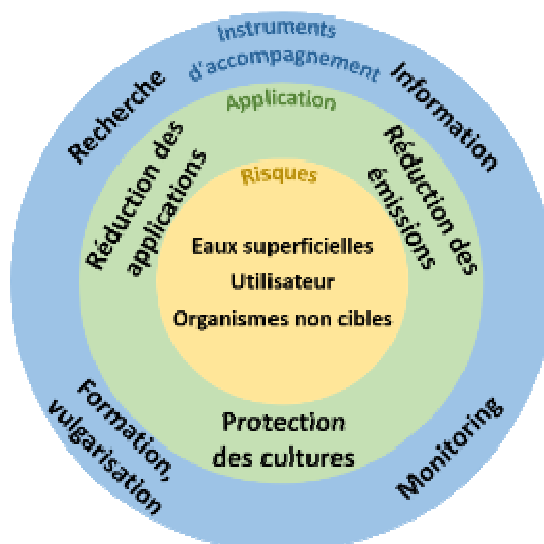 Instruments
d'accompagnement
Recherche
Information
Application
Réduction des
applications
Réduction des
émissions
Risques
Eaux superficielles
Utilisateur
Organismes non cibles
Protection
des cultures
Formation,
vulgarisation
Monitoring